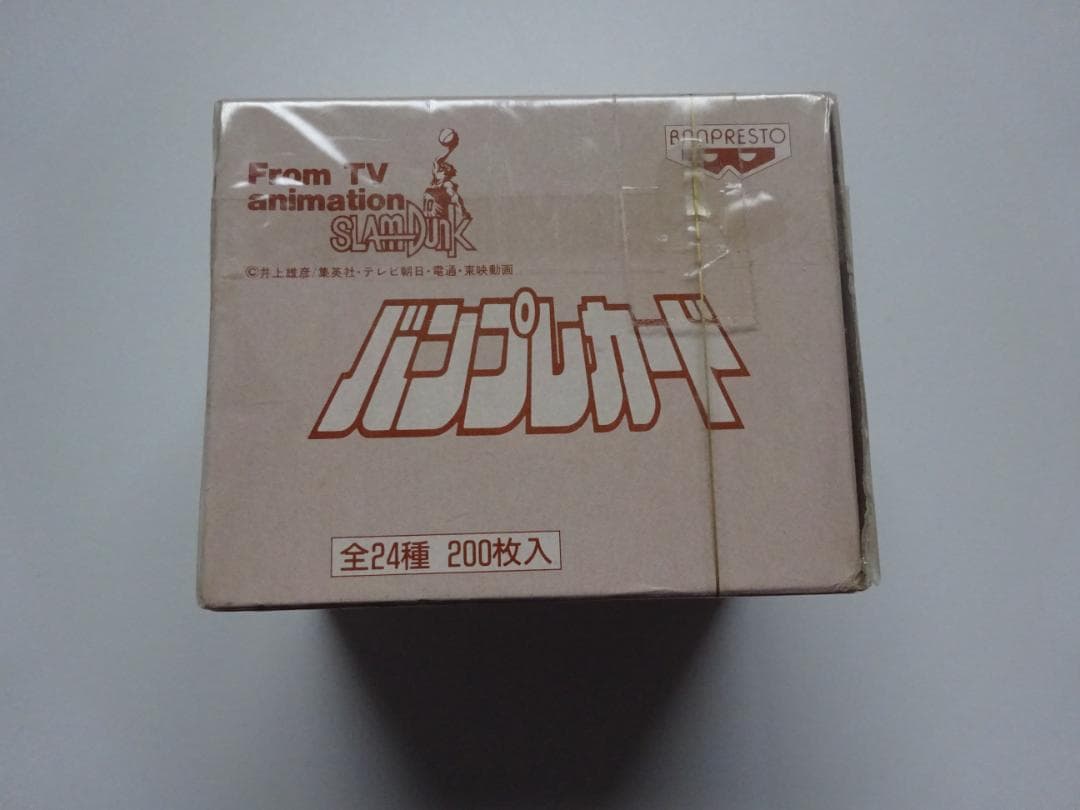 From TV
animation
SLAM DUNK
BANPRESTO
©井上雄彦/集英社・テレビ朝日・電通・東映動画
バンプレカード
全24種 200枚入